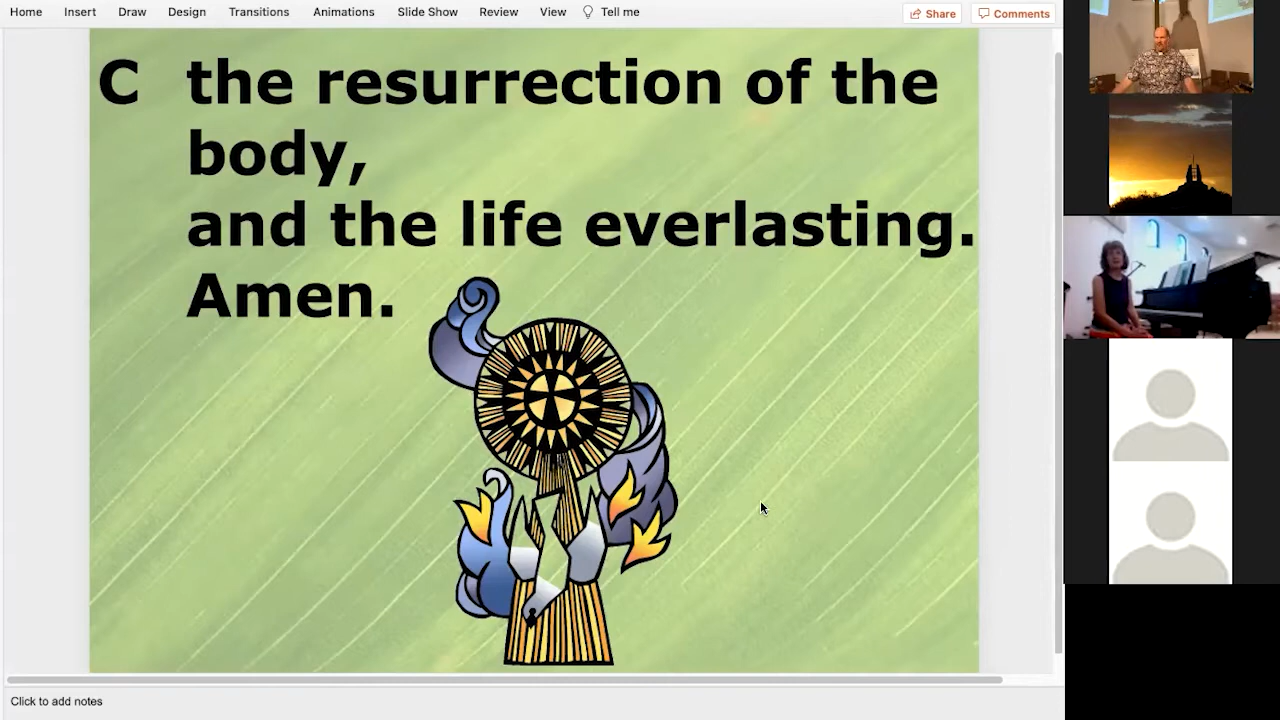 Home Insert Draw Design Transitions Animations Slide Show Review View Tell me Share Comments
C the resurrection of the
body,
and the life everlasting.
Amen.
Click to add notes